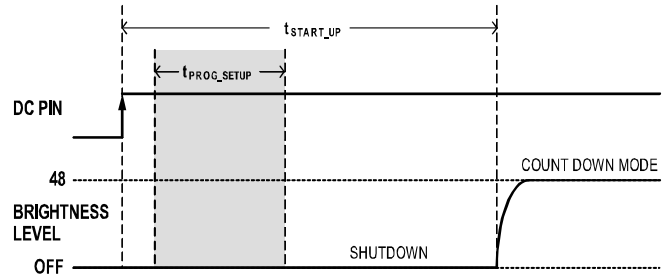 tSTART_UP
tPROG_SETUP
DC PIN
COUNT DOWN MODE
48
BRIGHTNESS
LEVEL
SHUTDOWN
OFF